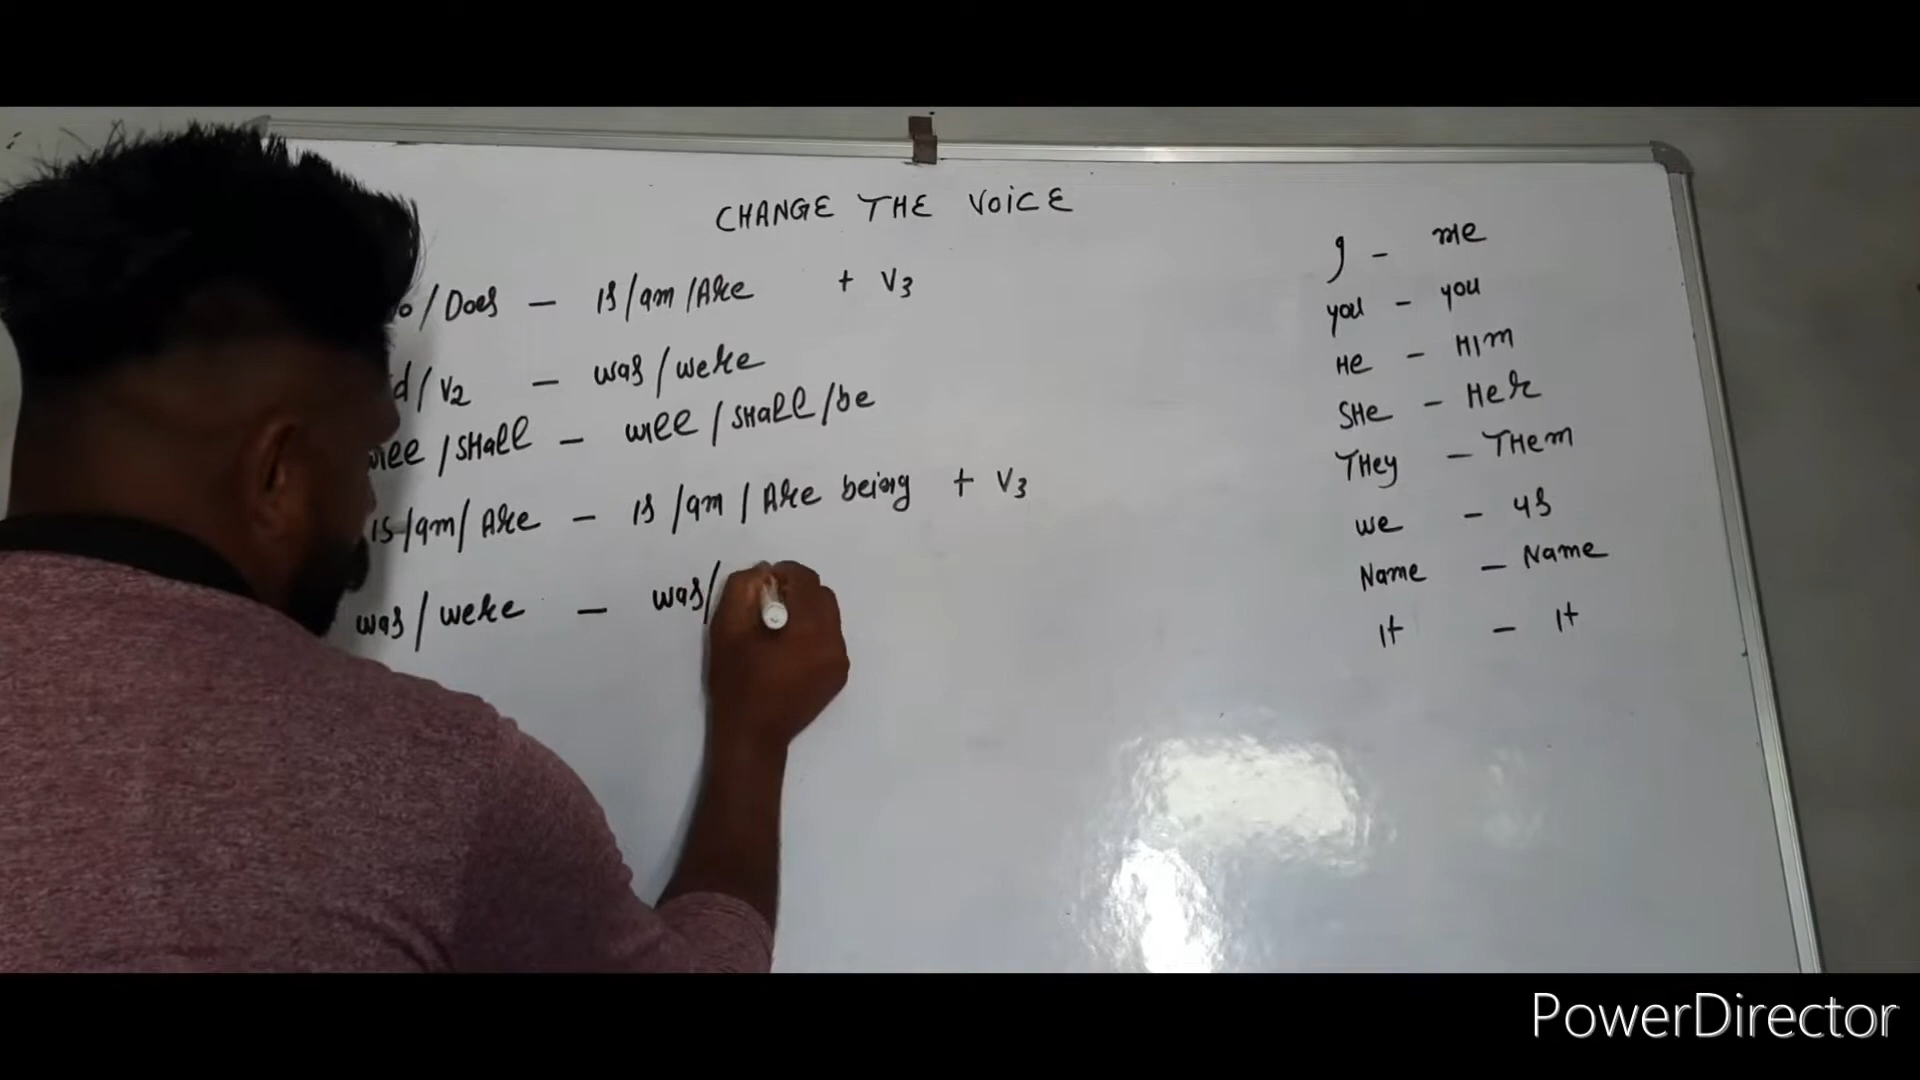 CHANGE THE VOICE
o/Does – is/am/Are + V3
d/V2 – was/were
will/SHall – will/SHall/be
is/am/Are – is/am/Are being + V3
was/were – was/
I – me
you – you
He – HIm
SHe – Her
THey – THem
we – us
Name – Name
It – It
PowerDirector